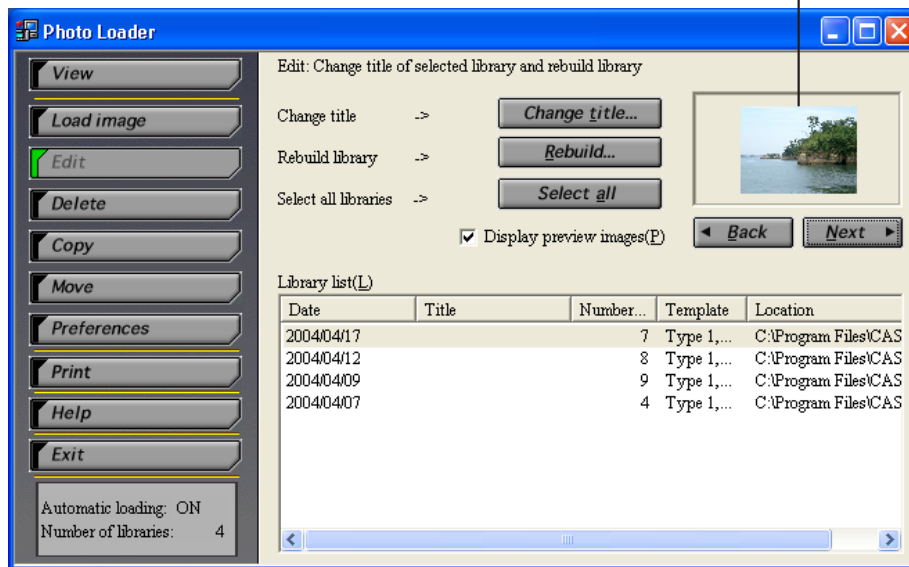 Photo Loader
View
Load image
Edit
Delete
Copy
Move
Preferences
Print
Help
Exit
Automatic loading: ON
Number of libraries: 4
Edit: Change title of selected library and rebuild library
Change title -> Change title...
Rebuild library -> Rebuild...
Select all libraries -> Select all
Display preview images(P)
Back Next
Library list(L)
Date Title Number... Template Location
2004/04/17 7 Type 1,... C:\Program Files\CAS
2004/04/12 8 Type 1,... C:\Program Files\CAS
2004/04/09 9 Type 1,... C:\Program Files\CAS
2004/04/07 4 Type 1,... C:\Program Files\CAS